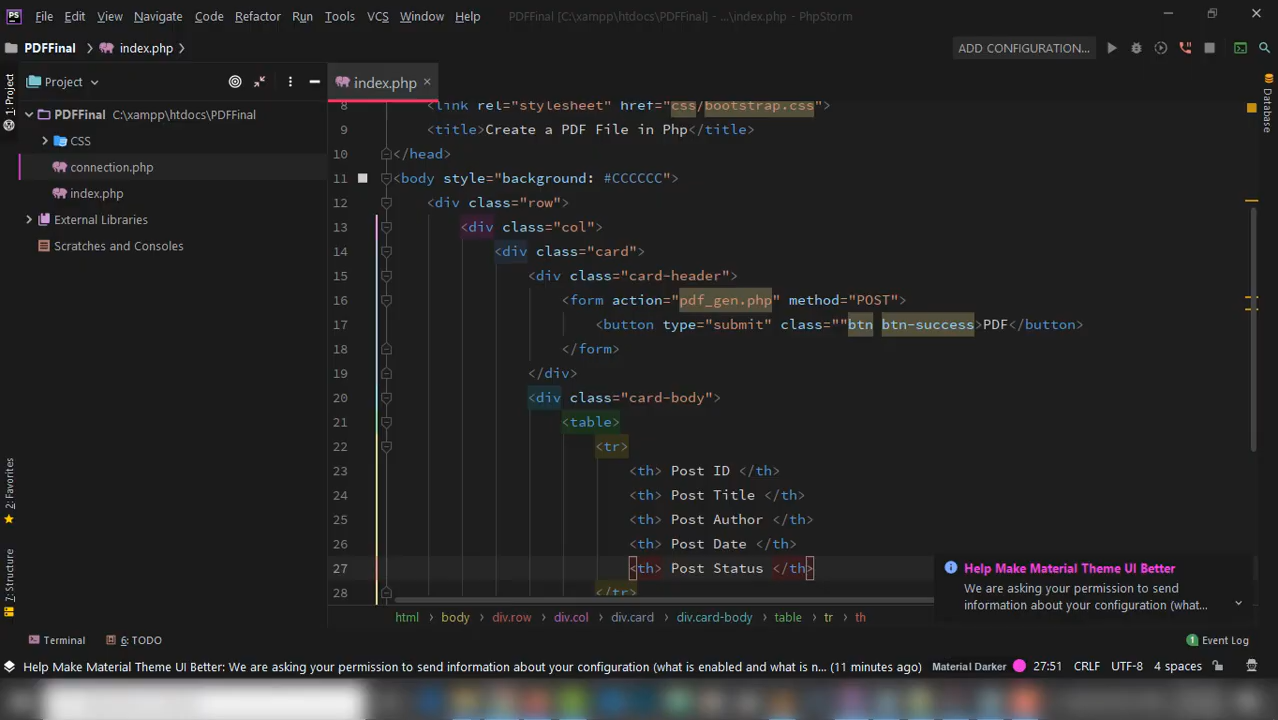 PS File Edit View Navigate Code Refactor Run Tools VCS Window Help PDFFinal [C:\xampp\htdocs\PDFFinal] - ...\index.php - PhpStorm
PDFFinal index.php ADD CONFIGURATION...
Project index.php
1: Project
Database
PDFFinal C:\xampp\htdocs\PDFFinal
CSS
connection.php
index.php
External Libraries
Scratches and Consoles
8 <link rel="stylesheet" href="css/bootstrap.css">
9 <title>Create a PDF File in Php</title>
10 </head>
11 <body style="background: #CCCCCC">
12 <div class="row">
13 <div class="col">
14 <div class="card">
15 <div class="card-header">
16 <form action="pdf_gen.php" method="POST">
17 <button type="submit" class=""btn btn-success>PDF</button>
18 </form>
19 </div>
20 <div class="card-body">
21 <table>
22 <tr>
23 <th> Post ID </th>
24 <th> Post Title </th>
25 <th> Post Author </th>
26 <th> Post Date </th>
27 <th> Post Status </th>
28 </tr>
2: Favorites
7: Structure
Help Make Material Theme UI Better
We are asking your permission to send
information about your configuration (what...
html body div.row div.col div.card div.card-body table tr th
Terminal 6: TODO 1 Event Log
Help Make Material Theme UI Better: We are asking your permission to send information about your configuration (what is enabled and what is n... (11 minutes ago) Material Darker 27:51 CRLF UTF-8 4 spaces